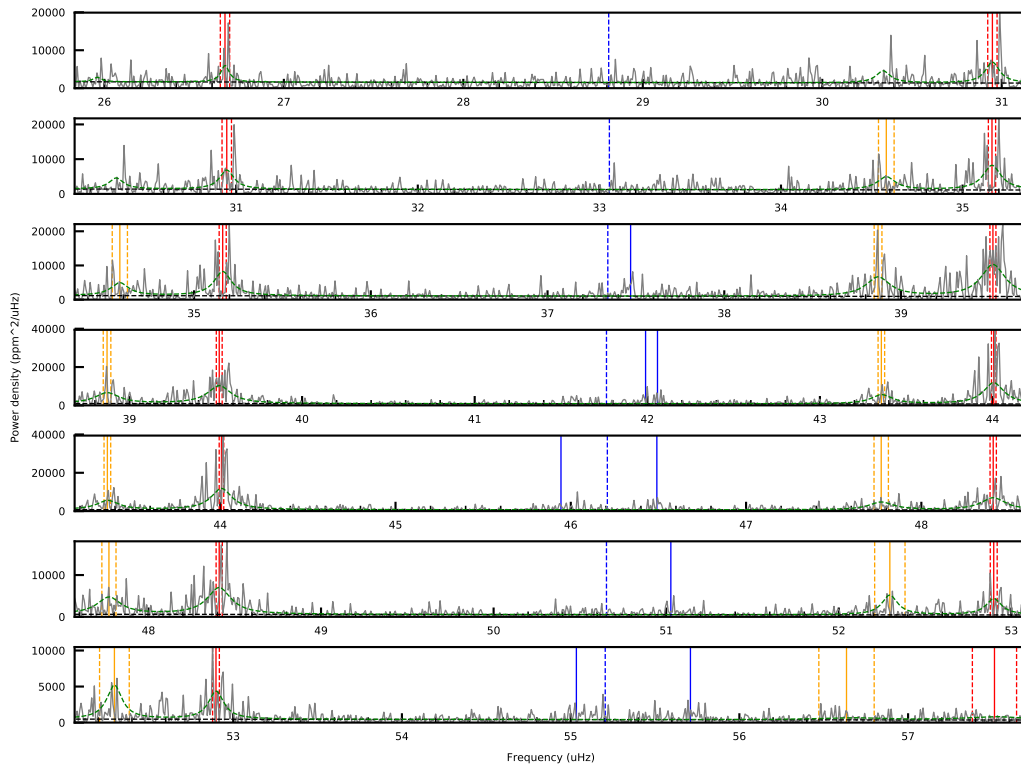 20000
10000
0
26 27 28 29 30 31
20000
10000
0
31 32 33 34 35
20000
10000
0
35 36 37 38 39
Power density (ppm^2/uHz)
40000
20000
0
39 40 41 42 43 44
40000
20000
0
44 45 46 47 48
10000
0
48 49 50 51 52 53
10000
5000
0
53 54 55 56 57
Frequency (uHz)